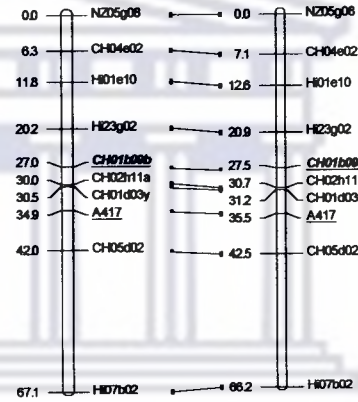 0.0 NZ05g08
6.3 CH04e02
11.8 Hi01e10
20.2 Hi23g02
27.0 CH01b09b
30.0 CH02h11a
30.5 CH01d03y
34.9 A417
42.0 CH05d02
67.1 Hi07b02
0.0 NZ05g08
7.1 CH04e02
12.6 Hi01e10
20.9 Hi23g02
27.5 CH01b09
30.7 CH02h11
31.2 CH01d03
35.5 A417
42.5 CH05d02
66.2 Hi07b02